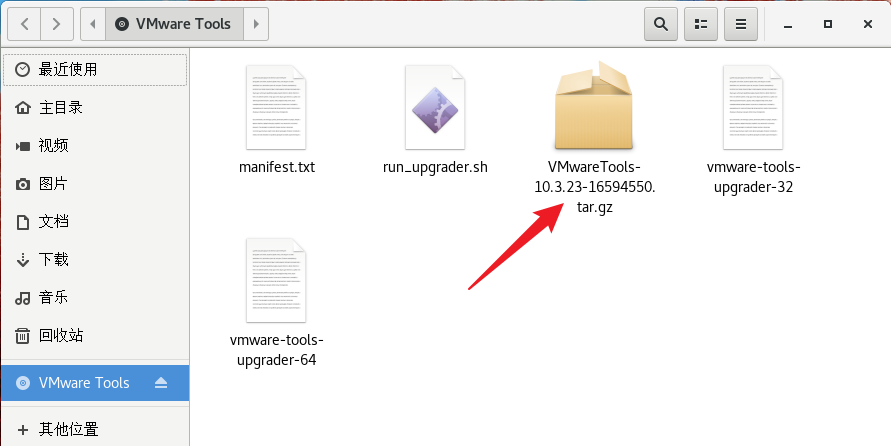 VMware Tools
最近使用
主目录
视频
图片
文档
下载
音乐
回收站
VMware Tools
其他位置
manifest.txt
run_upgrader.sh
VMwareTools-
10.3.23-16594550.
tar.gz
vmware-tools-
upgrader-32
vmware-tools-
upgrader-64